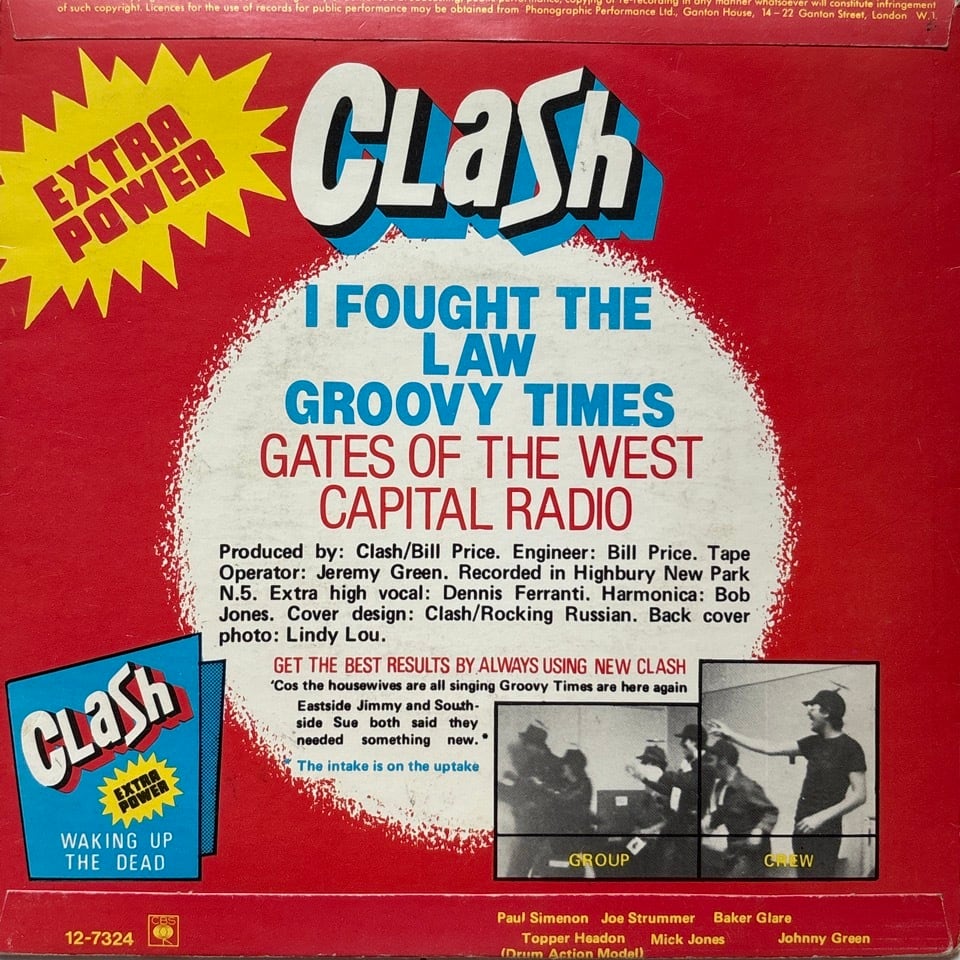 of such copyright. Licences for the use of records for public performance may be obtained from Phonographic Performance Ltd., Ganton House, 14-22 Ganton Street, London W.1.
EXTRA
POWER
CLaSh
I FOUGHT THE
LAW
GROOVY TIMES
GATES OF THE WEST
CAPITAL RADIO
Produced by: Clash/Bill Price. Engineer: Bill Price. Tape
Operator: Jeremy Green. Recorded in Highbury New Park
N.5. Extra high vocal: Dennis Ferranti. Harmonica: Bob
Jones. Cover design: Clash/Rocking Russian. Back cover
photo: Lindy Lou.
GET THE BEST RESULTS BY ALWAYS USING NEW CLASH
'Cos the housewives are all singing Groovy Times are here again
Eastside Jimmy and South-
side Sue both said they
needed something new.*
* The intake is on the uptake
CLaSh
EXTRA
POWER
WAKING UP
THE DEAD
GROUP
CREW
12-7324
CBS
Paul Simenon Joe Strummer Baker Glare
Topper Headon Mick Jones Johnny Green
(Drum Action Model)